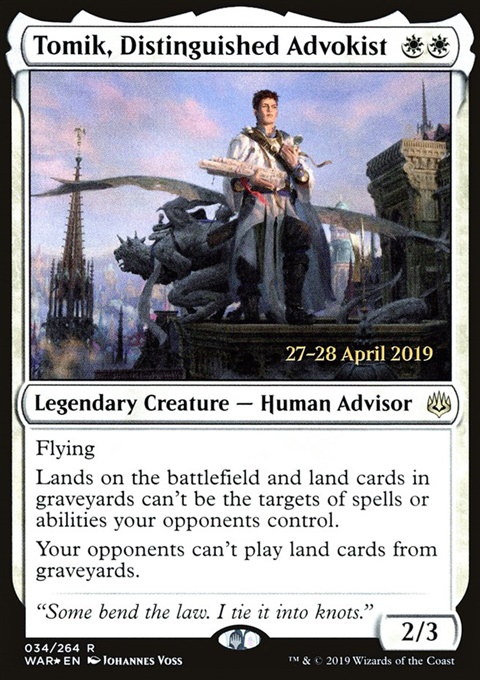 Tomik, Distinguished Advokist
27–28 April 2019
Legendary Creature — Human Advisor
Flying
Lands on the battlefield and land cards in
graveyards can't be the targets of spells or
abilities your opponents control.
Your opponents can't play land cards from
graveyards.
"Some bend the law. I tie it into knots."
2/3
034/264 R
WAR★EN Johannes Voss
™ & © 2019 Wizards of the Coast